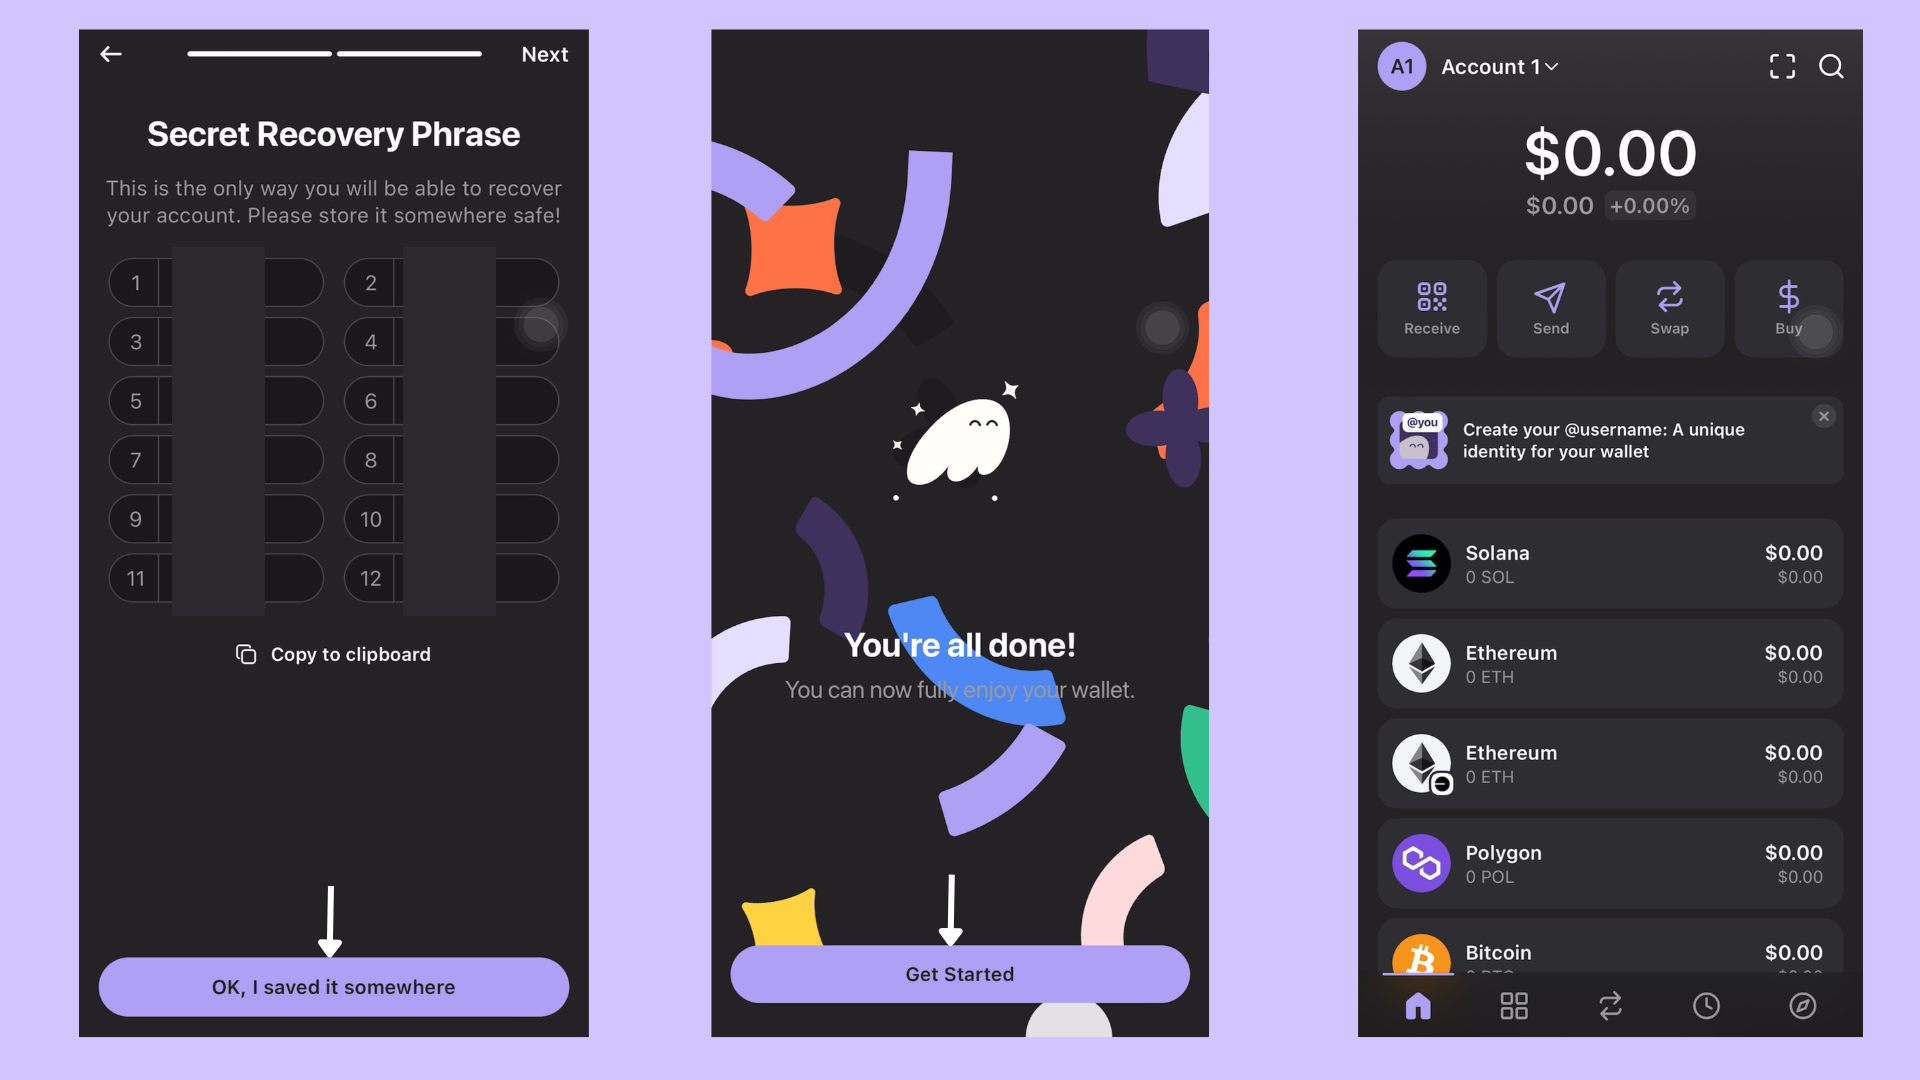 Next
Secret Recovery Phrase
This is the only way you will be able to recover
your account. Please store it somewhere safe!
1 2
3 4
5 6
7 8
9 10
11 12
Copy to clipboard
OK, I saved it somewhere
You're all done!
You can now fully enjoy your wallet.
Get Started
A1 Account 1
$0.00
$0.00 +0.00%
Receive Send Swap Buy
@you
Create your @username: A unique
identity for your wallet
Solana $0.00
0 SOL $0.00
Ethereum $0.00
0 ETH $0.00
Ethereum $0.00
0 ETH $0.00
Polygon $0.00
0 POL $0.00
Bitcoin $0.00